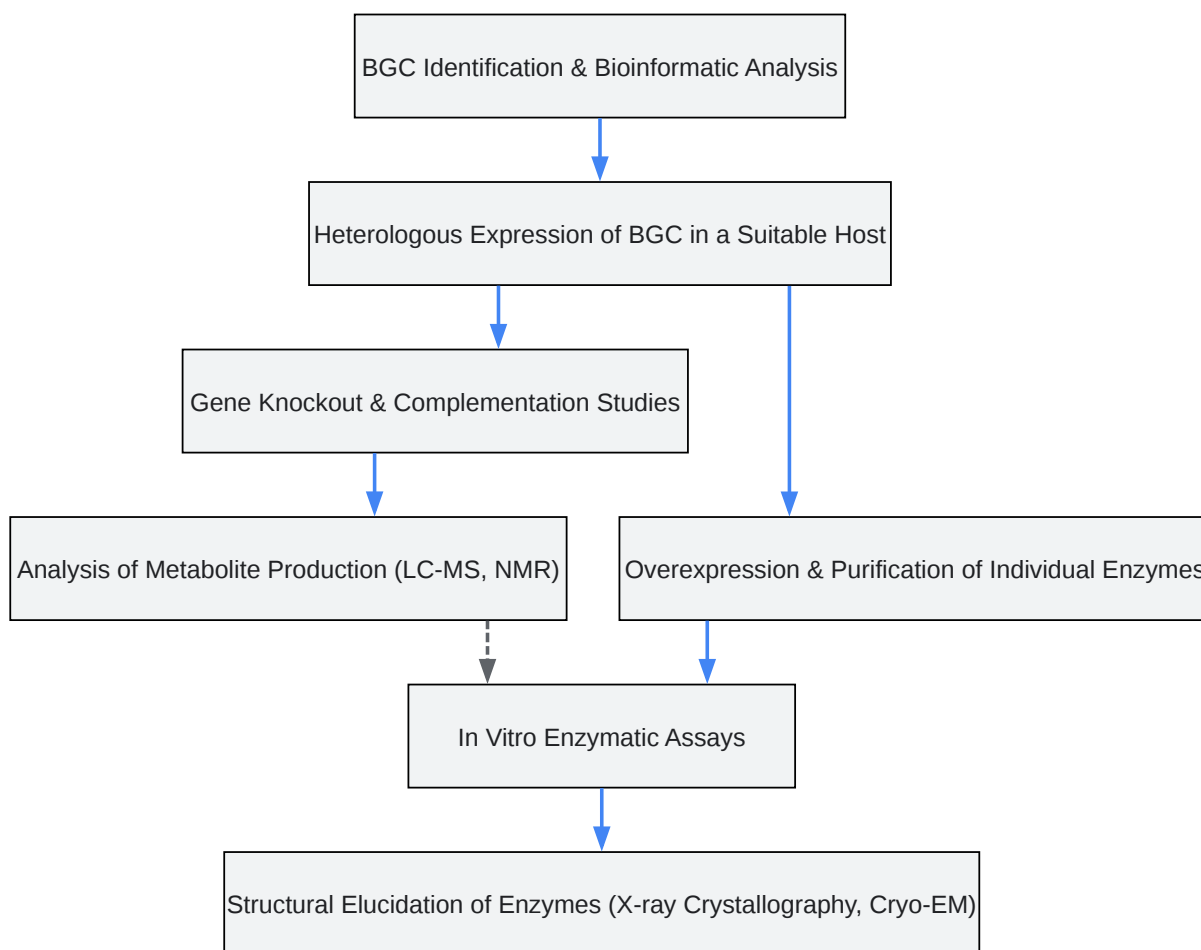 BGC Identification & Bioinformatic Analysis
Heterologous Expression of BGC in a Suitable Host
Gene Knockout & Complementation Studies
Analysis of Metabolite Production (LC-MS, NMR)
Overexpression & Purification of Individual Enzymes
In Vitro Enzymatic Assays
Structural Elucidation of Enzymes (X-ray Crystallography, Cryo-EM)